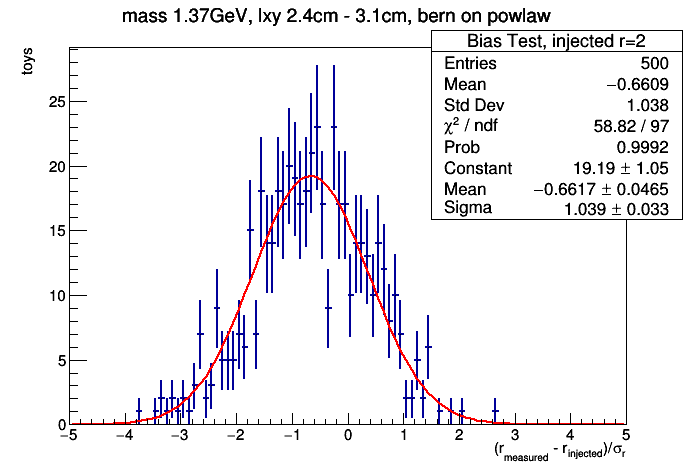 mass 1.37GeV, lxy 2.4cm - 3.1cm, bern on powlaw
Bias Test, injected r=2
Entries 500
Mean −0.6609
Std Dev 1.038
χ² / ndf 58.82 / 97
Prob 0.9992
Constant 19.19 ± 1.05
Mean −0.6617 ± 0.0465
Sigma 1.039 ± 0.033
toys
25
20
15
10
5
0
−5 −4 −3 −2 −1 0 1 2 3 4 5
(r_measured - r_injected)/σ_r